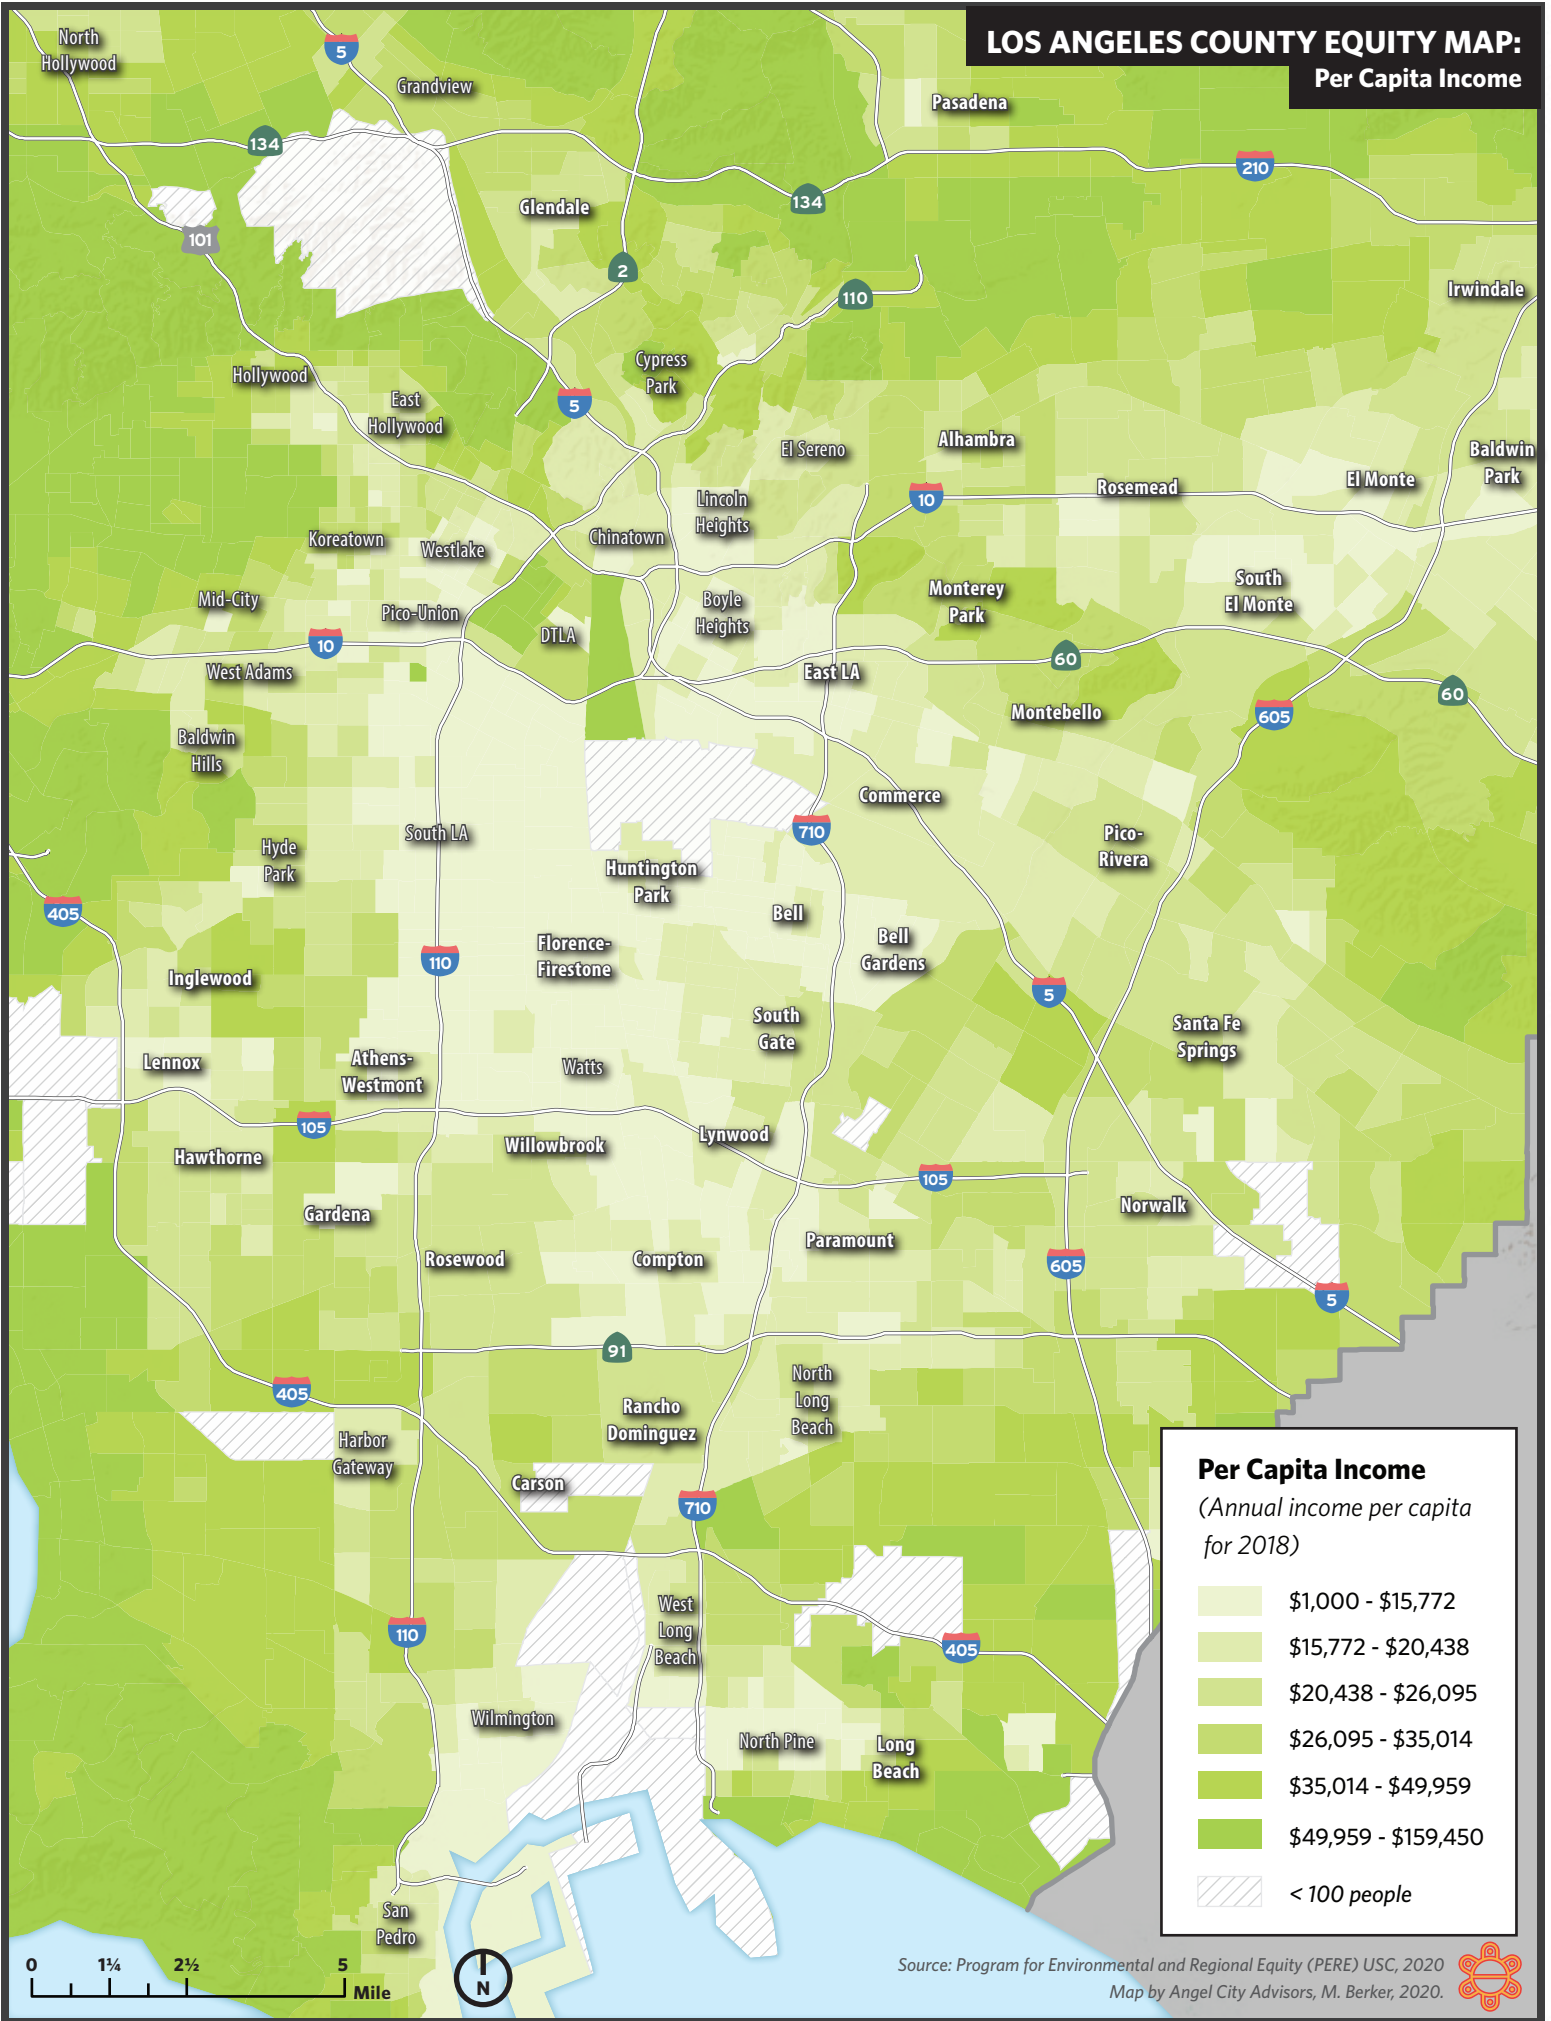 LOS ANGELES COUNTY EQUITY MAP:
Per Capita Income
North
Hollywood
5
Grandview
Pasadena
134
210
134
Glendale
101
2
110
Irwindale
Cypress
Park
Hollywood
East
Hollywood
5
El Sereno
Alhambra
Baldwin
Park
El Monte
Rosemead
10
Lincoln
Heights
Chinatown
Koreatown
Westlake
South
El Monte
Monterey
Park
Mid-City
Pico-Union
Boyle
Heights
DTLA
10
60
West Adams
East LA
60
605
Montebello
Baldwin
Hills
Commerce
South LA
710
Pico-
Rivera
Hyde
Park
Huntington
Park
405
Bell
Bell
Gardens
Florence-
Firestone
110
Inglewood
5
South
Gate
Santa Fe
Springs
Lennox
Athens-
Westmont
Watts
105
Lynwood
Willowbrook
Hawthorne
105
Norwalk
Gardena
Paramount
Rosewood
Compton
605
5
91
North
Long
Beach
405
Rancho
Dominguez
Harbor
Gateway
Carson
710
West
Long
Beach
110
405
Wilmington
North Pine
Long
Beach
San
Pedro
Per Capita Income
(Annual income per capita
for 2018)
$1,000 - $15,772
$15,772 - $20,438
$20,438 - $26,095
$26,095 - $35,014
$35,014 - $49,959
$49,959 - $159,450
< 100 people
0 1¼ 2½ 5
Mile
N
Source: Program for Environmental and Regional Equity (PERE) USC, 2020
Map by Angel City Advisors, M. Berker, 2020.